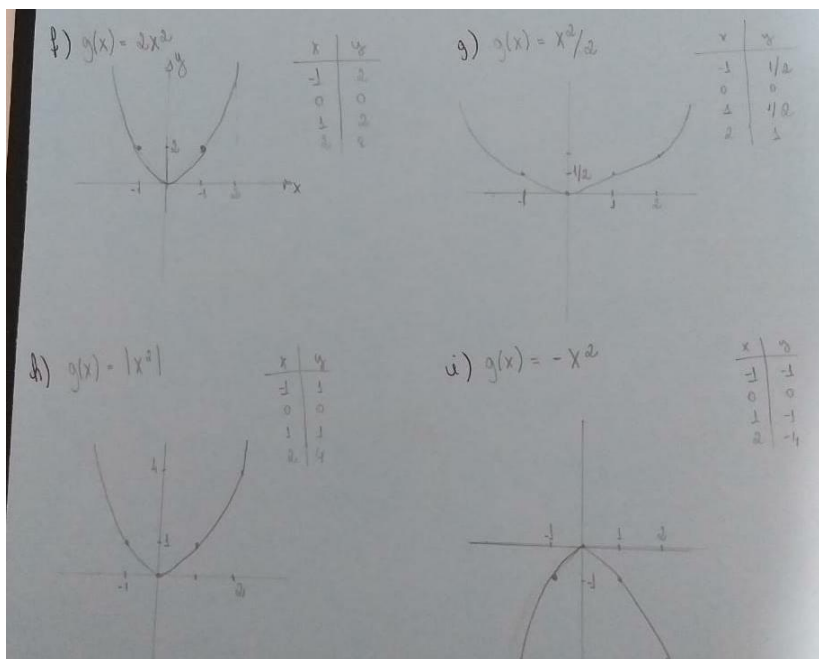 f) g(x) = 2x²
x y
-1 2
0 0
1 2
2 8
y
2
-1 1 2
x
g) g(x) = x²/2
x y
-1 1/2
0 0
1 1/2
2 1
1/2
-1 1 2
h) g(x) = |x²|
x y
-1 1
0 0
1 1
2 4
4
1
-1 2
i) g(x) = -x²
x y
-1 -1
0 0
1 -1
2 -4
-1 1 2
-1